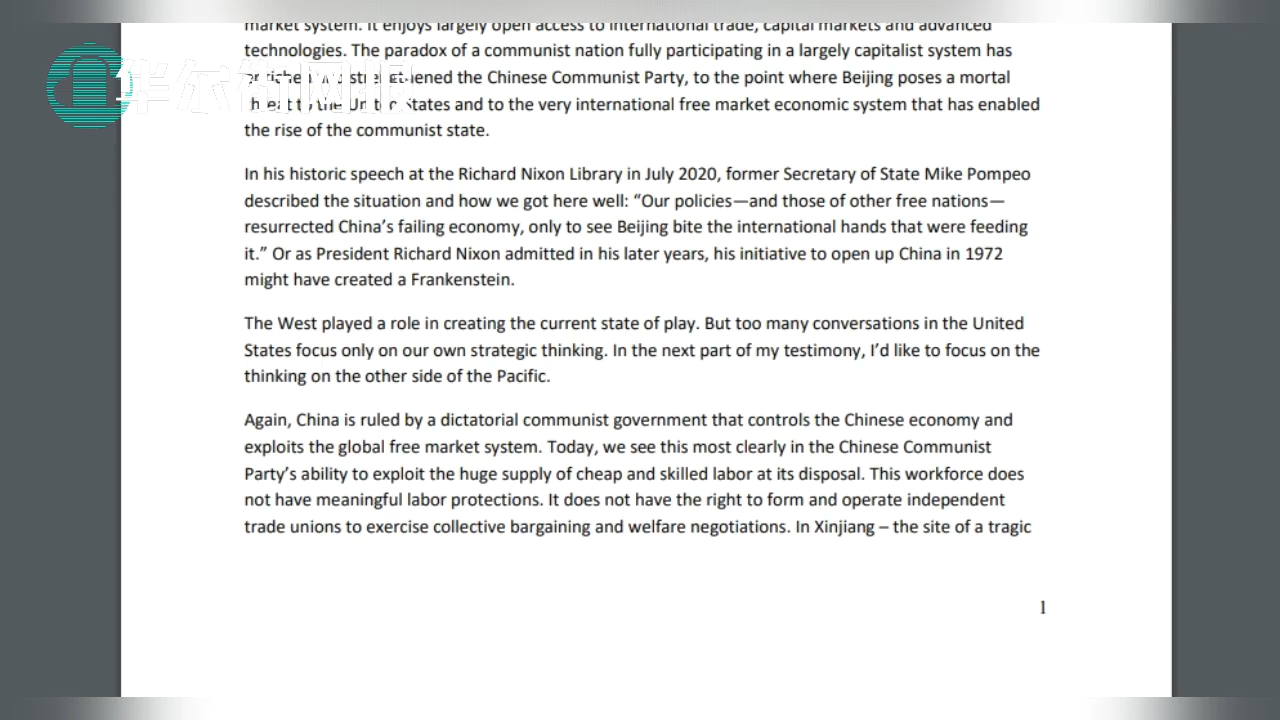 market system. It enjoys largely open access to international trade, capital markets and advanced
technologies. The paradox of a communist nation fully participating in a largely capitalist system has
enriched and strengthened the Chinese Communist Party, to the point where Beijing poses a mortal
threat to the United States and to the very international free market economic system that has enabled
the rise of the communist state.
In his historic speech at the Richard Nixon Library in July 2020, former Secretary of State Mike Pompeo
described the situation and how we got here well: “Our policies—and those of other free nations—
resurrected China’s failing economy, only to see Beijing bite the international hands that were feeding
it.” Or as President Richard Nixon admitted in his later years, his initiative to open up China in 1972
might have created a Frankenstein.
The West played a role in creating the current state of play. But too many conversations in the United
States focus only on our own strategic thinking. In the next part of my testimony, I’d like to focus on the
thinking on the other side of the Pacific.
Again, China is ruled by a dictatorial communist government that controls the Chinese economy and
exploits the global free market system. Today, we see this most clearly in the Chinese Communist
Party’s ability to exploit the huge supply of cheap and skilled labor at its disposal. This workforce does
not have meaningful labor protections. It does not have the right to form and operate independent
trade unions to exercise collective bargaining and welfare negotiations. In Xinjiang – the site of a tragic
1
华尔街